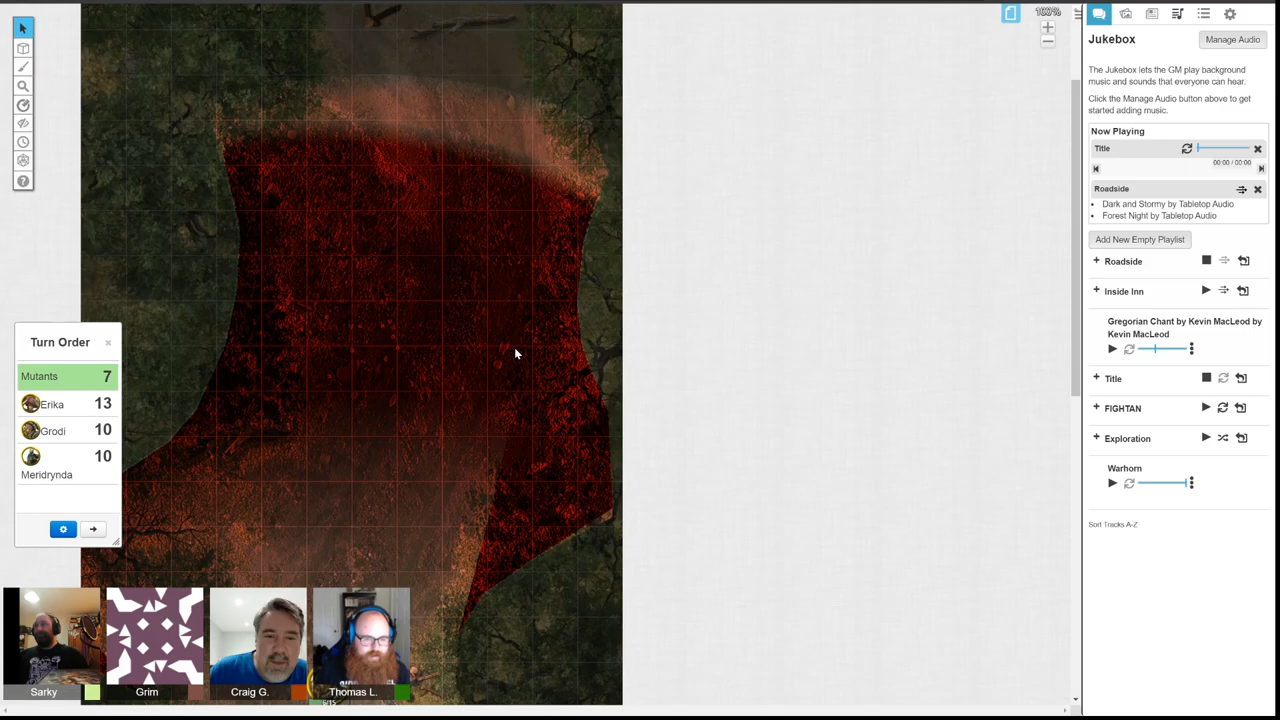 100%
Turn Order
Mutants 7
Erika 13
Grodi 10
10
Meridrynda
Sarky
Grim
Craig G.
Thomas L.
6/15
Jukebox
Manage Audio
The Jukebox lets the GM play background
music and sounds that everyone can hear.
Click the Manage Audio button above to get
started adding music.
Now Playing
Title
00:00 / 00:00
Roadside
Dark and Stormy by Tabletop Audio
Forest Night by Tabletop Audio
Add New Empty Playlist
Roadside
Inside Inn
Gregorian Chant by Kevin MacLeod by
Kevin MacLeod
Title
FIGHTAN
Exploration
Warhorn
Sort Tracks A-Z